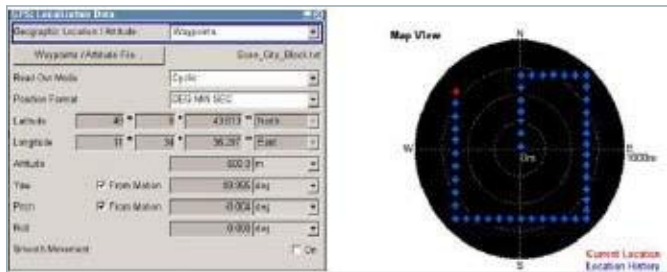 GPS: Localization Data
Geographic Location / Attitude
Waypoints
Waypoints / Attitude File...
Read Out Mode
Cyclic
Position Format
DEG:MIN:SEC
Latitude
North
Longitude
East
Altitude
m
Yaw
From Motion
deg
Pitch
From Motion
deg
Roll
deg
Smooth Movement
On
Map View
N
W
0m
E
1000m
S
Current Location
Location History